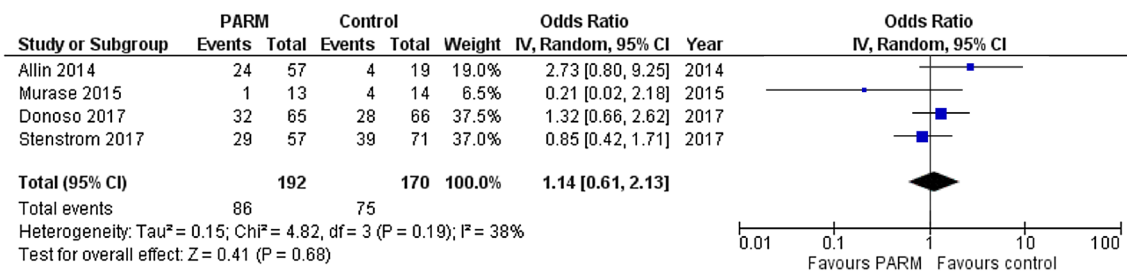 PARM Control Odds Ratio Odds Ratio
Study or Subgroup Events Total Events Total Weight IV, Random, 95% CI Year IV, Random, 95% CI
Allin 2014 24 57 4 19 19.0% 2.73 [0.80, 9.25] 2014
Murase 2015 1 13 4 14 6.5% 0.21 [0.02, 2.18] 2015
Donoso 2017 32 65 28 66 37.5% 1.32 [0.66, 2.62] 2017
Stenstrom 2017 29 57 39 71 37.0% 0.85 [0.42, 1.71] 2017
Total (95% CI) 192 170 100.0% 1.14 [0.61, 2.13]
Total events 86 75
Heterogeneity: Tau² = 0.15; Chi² = 4.82, df = 3 (P = 0.19); I² = 38%
Test for overall effect: Z = 0.41 (P = 0.68)
0.01 0.1 1 10 100
Favours PARM Favours control